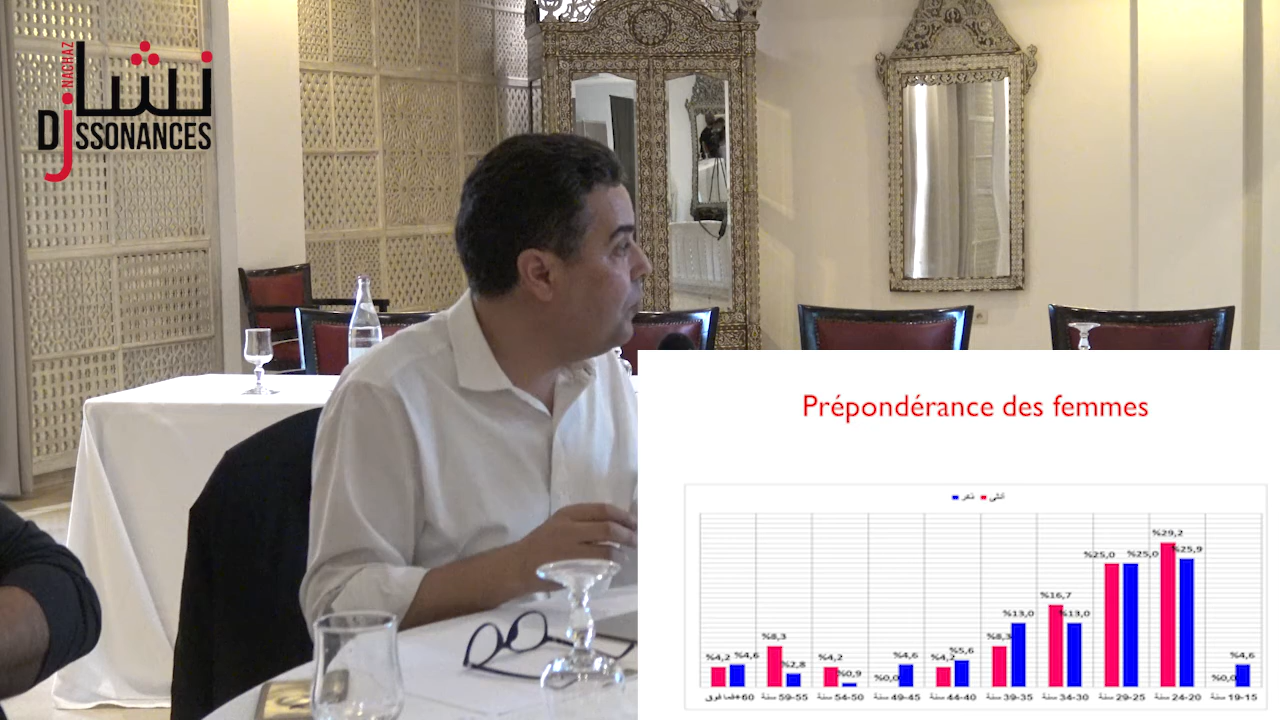 نشاز
NACHAZ
DISSONANCES
Prépondérance des femmes
أنثى ذكر
%4,2 %4,6 %8,3 %2,8 %4,2 %0,9 %0,0 %4,6 %4,2 %5,6 %8,3 %13,0 %16,7 %13,0 %25,0 %25,0 %29,2 %25,9 %0,0 %4,6
60+فما فوق 59-55 سنة 54-50 سنة 49-45 سنة 44-40 سنة 39-35 سنة 34-30 سنة 29-25 سنة 24-20 سنة 19-15 سنة